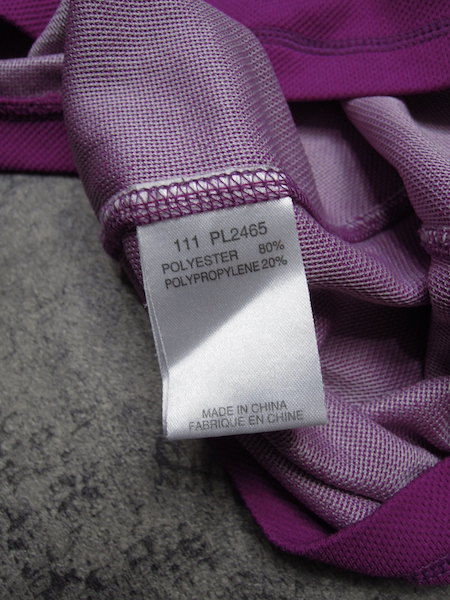 111 PL2465
POLYESTER 80%
POLYPROPYLENE 20%
MADE IN CHINA
FABRIQUE EN CHINE